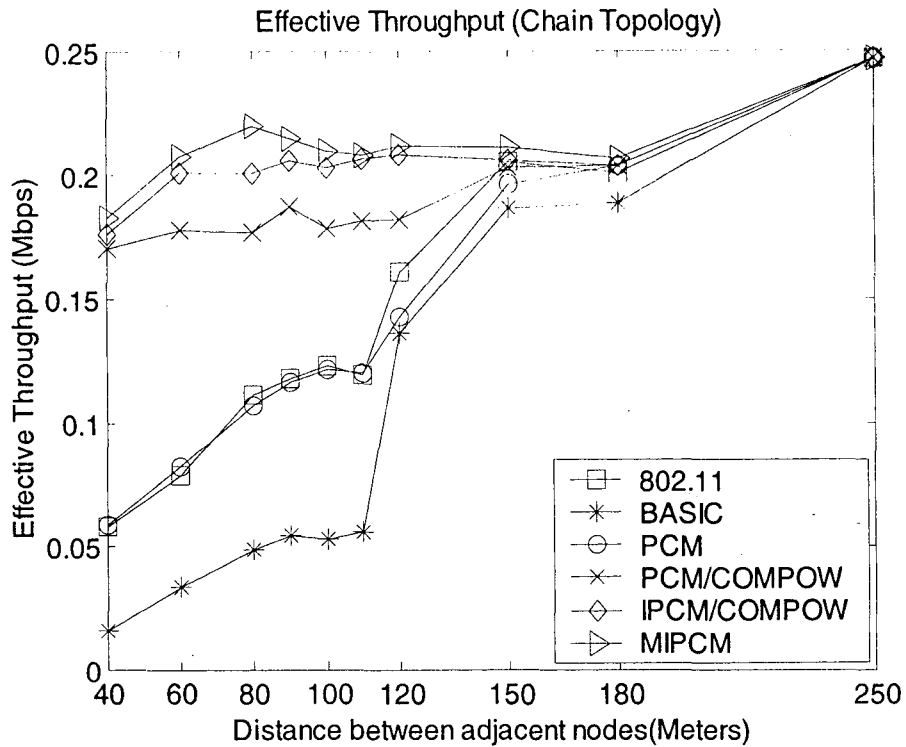 Effective Throughput (Chain Topology)
0.25
0.2
0.15
0.1
0.05
0
Effective Throughput (Mbps)
40 60 80 100 120 150 180 250
Distance between adjacent nodes(Meters)
802.11
BASIC
PCM
PCM/COMPOW
IPCM/COMPOW
MIPCM